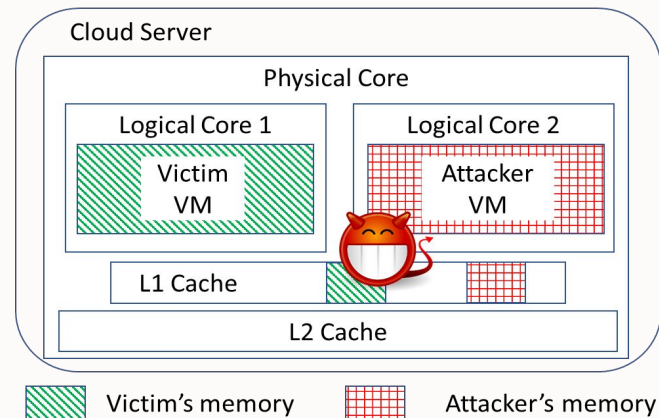 Cloud Server
Physical Core
Logical Core 1
Logical Core 2
Victim
VM
Attacker
VM
L1 Cache
L2 Cache
Victim's memory
Attacker's memory